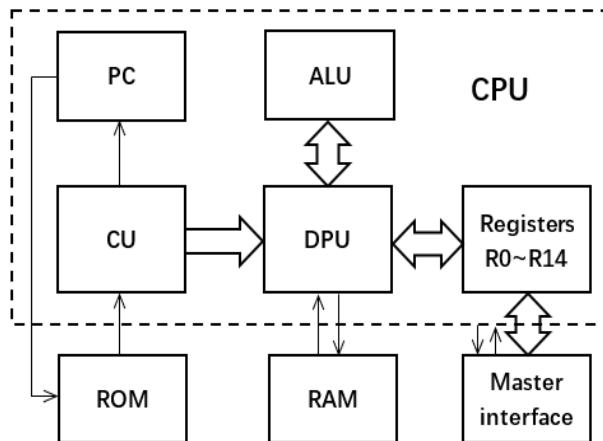 PC
ALU
CPU
CU
DPU
Registers
R0~R14
ROM
RAM
Master
interface